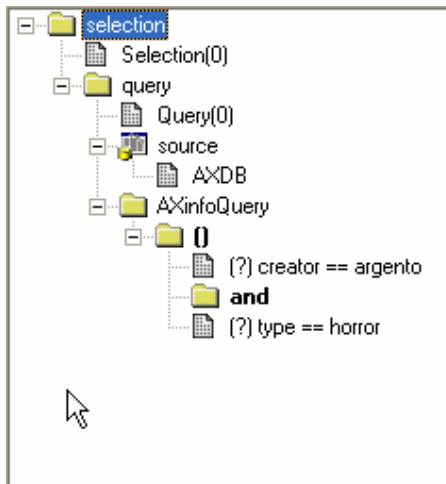 selection
Selection(0)
query
Query(0)
source
AXDB
AXinfoQuery
()
(?) creator == argento
and
(?) type == horror